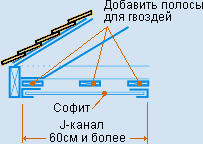 Добавить полосы
для гвоздей
Софит
J-канал
60см и более